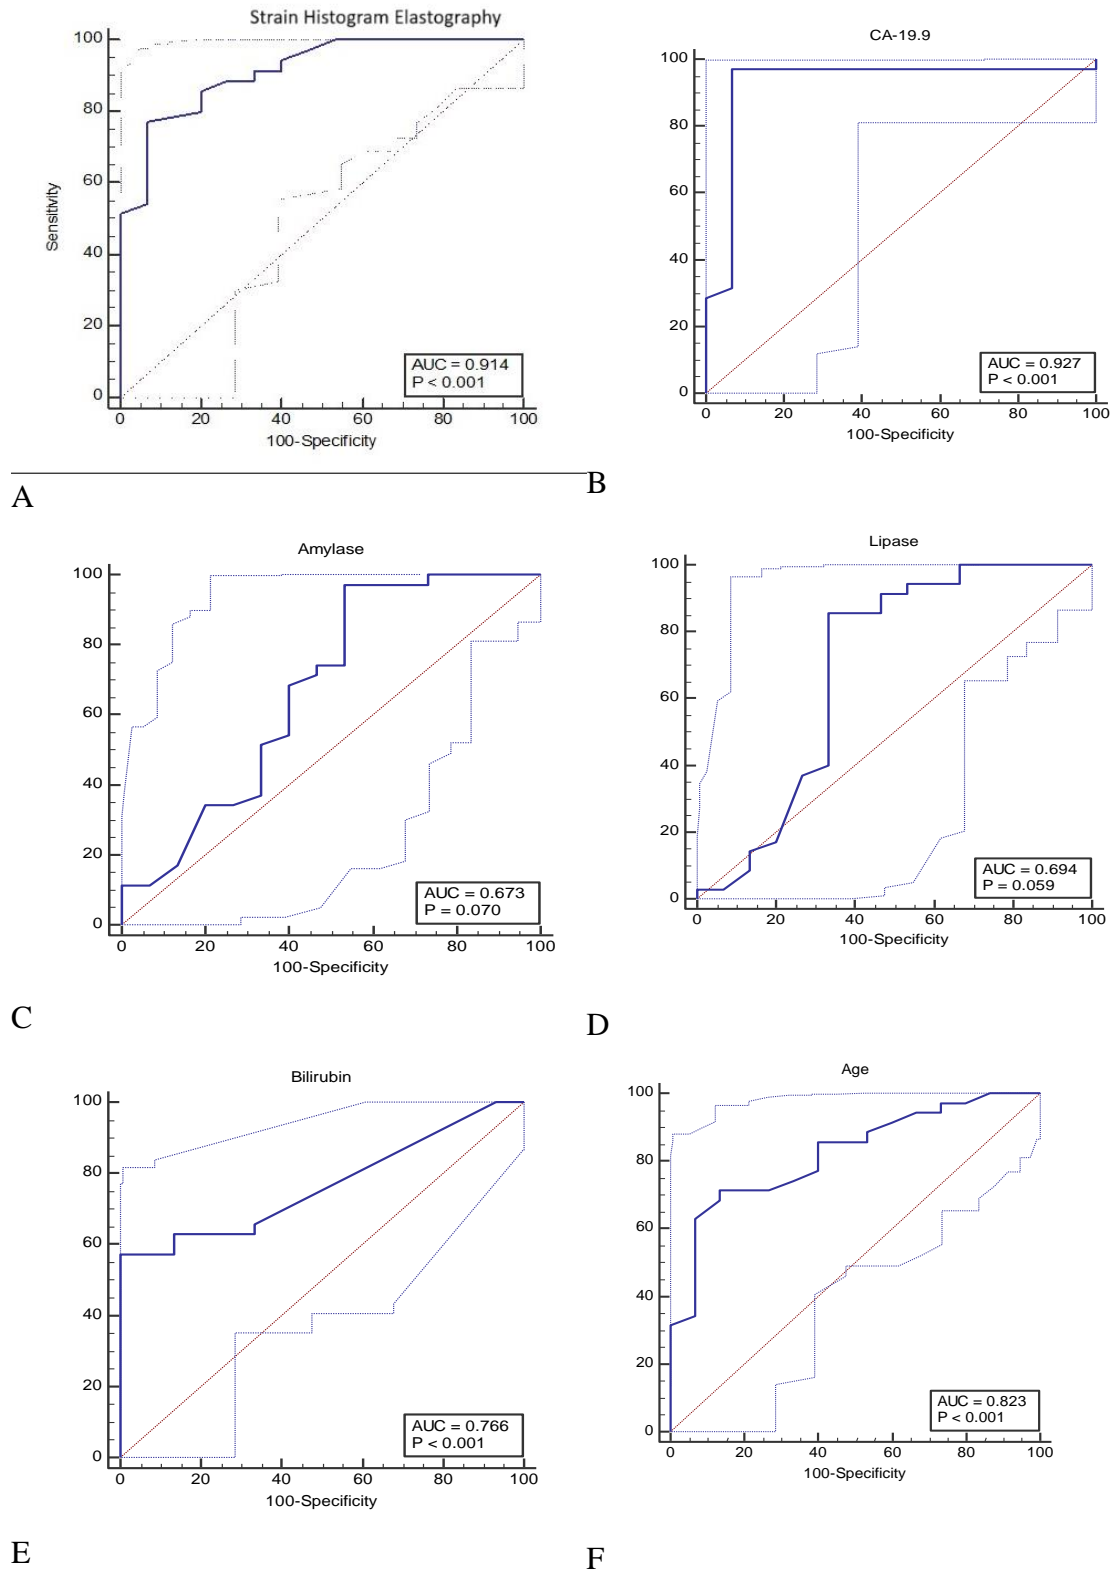 Strain Histogram Elastography
100
80
60
40
20
0
Sensitivity
0 20 40 60 80 100
100-Specificity
AUC = 0.914
P < 0.001
A
CA-19.9
100
80
60
40
20
0
0 20 40 60 80 100
100-Specificity
AUC = 0.927
P < 0.001
B
Amylase
100
80
60
40
20
0
0 20 40 60 80 100
100-Specificity
AUC = 0.673
P = 0.070
C
Lipase
100
80
60
40
20
0
0 20 40 60 80 100
100-Specificity
AUC = 0.694
P = 0.059
D
Bilirubin
100
80
60
40
20
0
0 20 40 60 80 100
100-Specificity
AUC = 0.766
P < 0.001
E
Age
100
80
60
40
20
0
0 20 40 60 80 100
100-Specificity
AUC = 0.823
P < 0.001
F